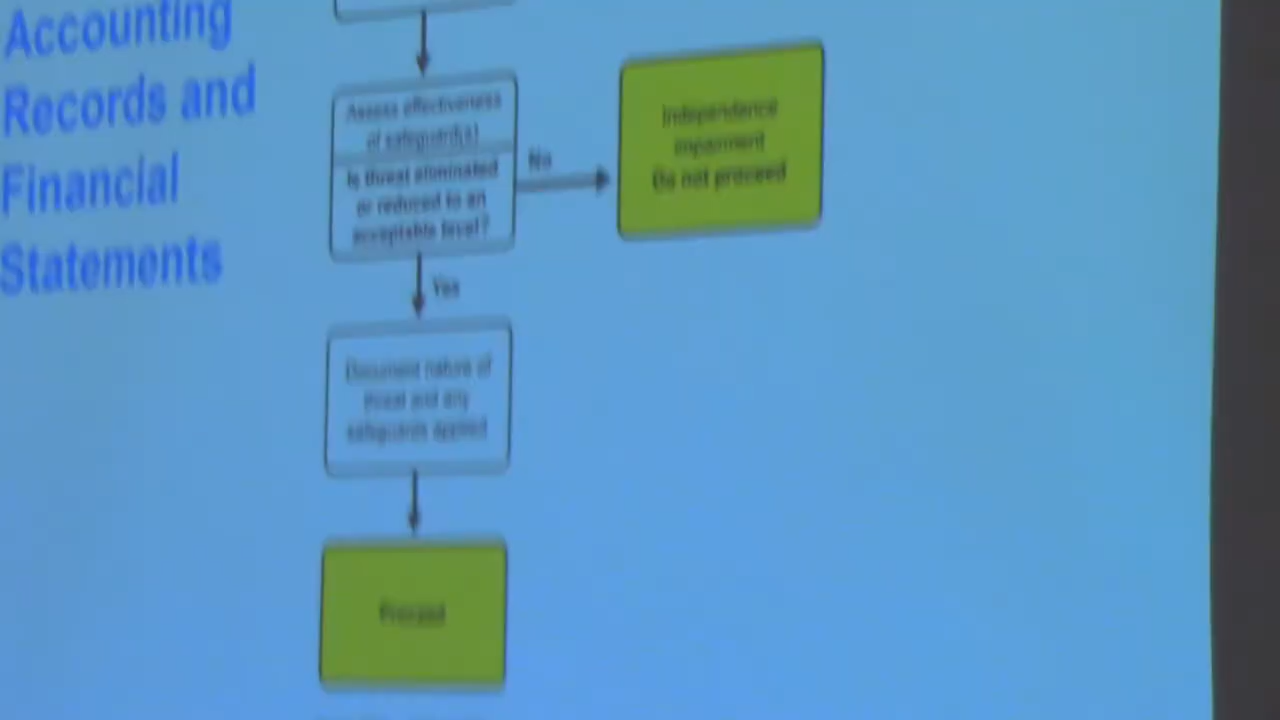 Accounting
Records and
Financial
Statements
Assess effectiveness
of safeguard(s)
Is threat eliminated
or reduced to an
acceptable level?
No
Independence
impairment
Do not proceed
Yes
Document nature of
threat and any
safeguards applied
Proceed